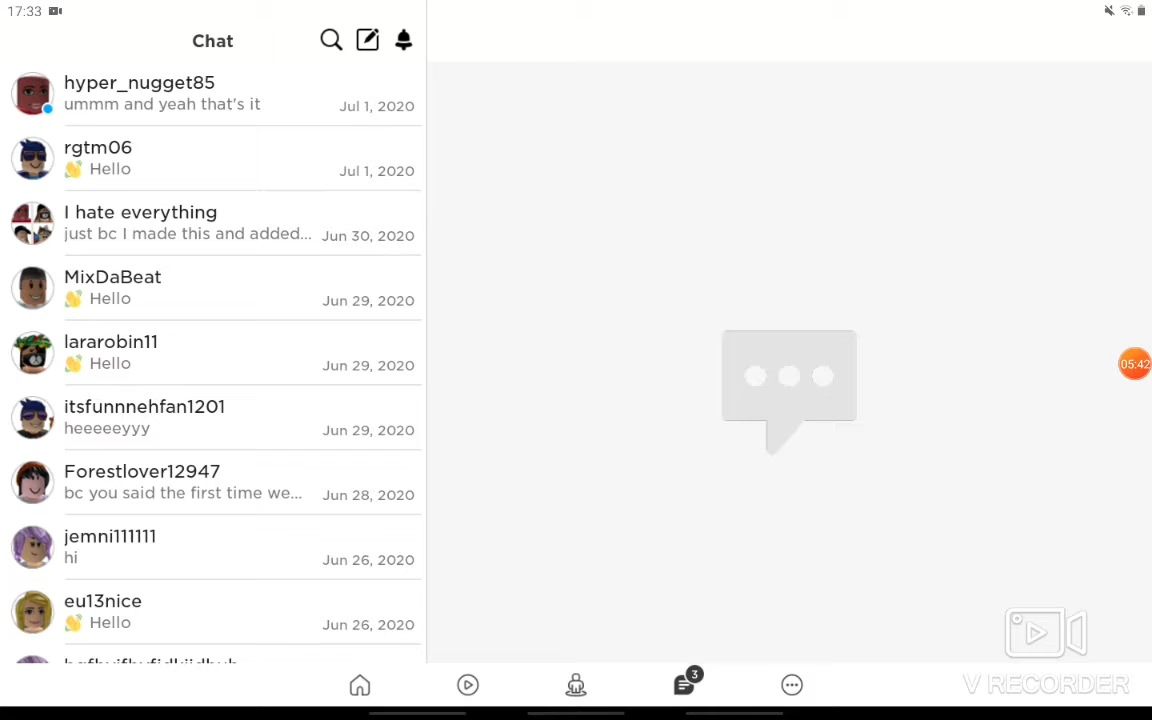 17:33
Chat
hyper_nugget85
ummm and yeah that's it
Jul 1, 2020
rgtm06
👋 Hello
Jul 1, 2020
I hate everything
just bc I made this and added...
Jun 30, 2020
MixDaBeat
👋 Hello
Jun 29, 2020
lararobin11
👋 Hello
Jun 29, 2020
itsfunnnehfan1201
heeeeeyyy
Jun 29, 2020
Forestlover12947
bc you said the first time we...
Jun 28, 2020
jemni111111
hi
Jun 26, 2020
eu13nice
👋 Hello
Jun 26, 2020
05:42
3
V RECORDER